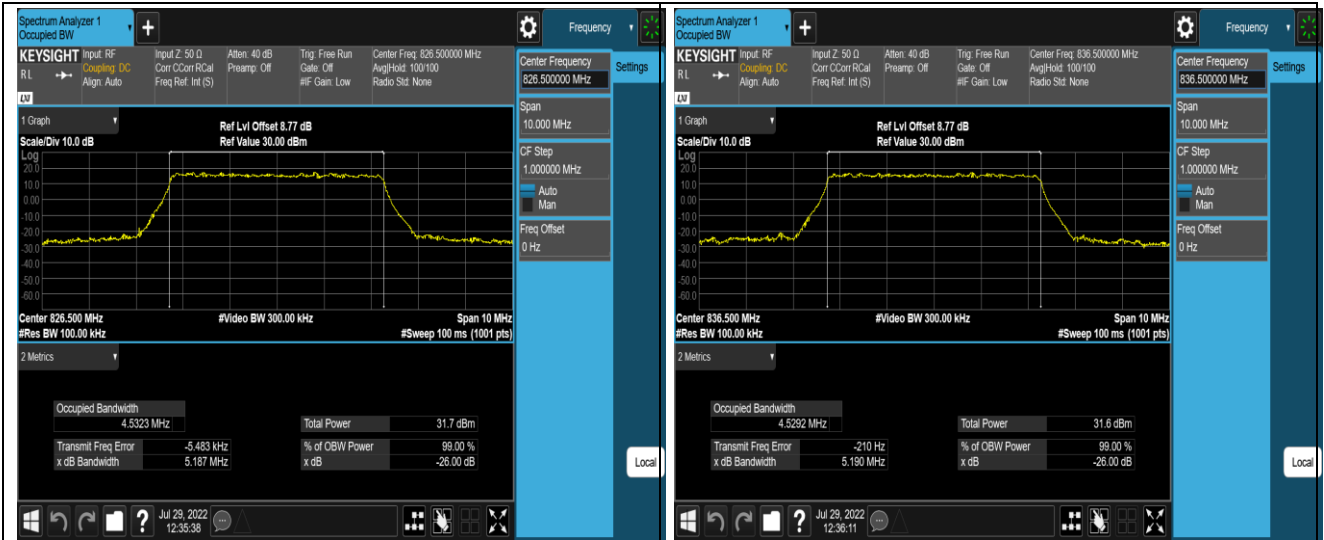 Spectrum Analyzer 1
Occupied BW
+
Frequency
KEYSIGHT
RL
LXI
Input: RF
Coupling: DC
Align: Auto
Input Z: 50 Ω
Corr CCorr RCal
Freq Ref: Int (S)
Atten: 40 dB
Preamp: Off
Trig: Free Run
Gate: Off
#IF Gain: Low
Center Freq: 826.500000 MHz
Avg|Hold: 100/100
Radio Std: None
Center Frequency
826.500000 MHz
Settings
Span
10.000 MHz
CF Step
1.000000 MHz
Auto
Man
Freq Offset
0 Hz
1 Graph
Ref Lvl Offset 8.77 dB
Scale/Div 10.0 dB
Ref Value 30.00 dBm
Log
20.0
10.0
0.00
-10.0
-20.0
-30.0
-40.0
-50.0
-60.0
Center 826.500 MHz
#Video BW 300.00 kHz
Span 10 MHz
#Res BW 100.00 kHz
#Sweep 100 ms (1001 pts)
2 Metrics
Occupied Bandwidth
4.5323 MHz
Total Power 31.7 dBm
Transmit Freq Error -5.483 kHz
% of OBW Power 99.00 %
x dB Bandwidth 5.187 MHz
x dB -26.00 dB
Local
?
Jul 29, 2022
12:35:38
Spectrum Analyzer 1
Occupied BW
+
Frequency
KEYSIGHT
RL
LXI
Input: RF
Coupling: DC
Align: Auto
Input Z: 50 Ω
Corr CCorr RCal
Freq Ref: Int (S)
Atten: 40 dB
Preamp: Off
Trig: Free Run
Gate: Off
#IF Gain: Low
Center Freq: 836.500000 MHz
Avg|Hold: 100/100
Radio Std: None
Center Frequency
836.500000 MHz
Settings
Span
10.000 MHz
CF Step
1.000000 MHz
Auto
Man
Freq Offset
0 Hz
1 Graph
Ref Lvl Offset 8.77 dB
Scale/Div 10.0 dB
Ref Value 30.00 dBm
Log
20.0
10.0
0.00
-10.0
-20.0
-30.0
-40.0
-50.0
-60.0
Center 836.500 MHz
#Video BW 300.00 kHz
Span 10 MHz
#Res BW 100.00 kHz
#Sweep 100 ms (1001 pts)
2 Metrics
Occupied Bandwidth
4.5292 MHz
Total Power 31.6 dBm
Transmit Freq Error -210 Hz
% of OBW Power 99.00 %
x dB Bandwidth 5.190 MHz
x dB -26.00 dB
Local
?
Jul 29, 2022
12:36:11